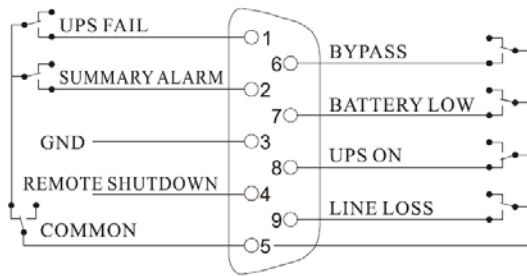 UPS FAIL 1
6 BYPASS
SUMMARY ALARM 2
7 BATTERY LOW
GND 3
8 UPS ON
REMOTE SHUTDOWN 4
9 LINE LOSS
COMMON 5